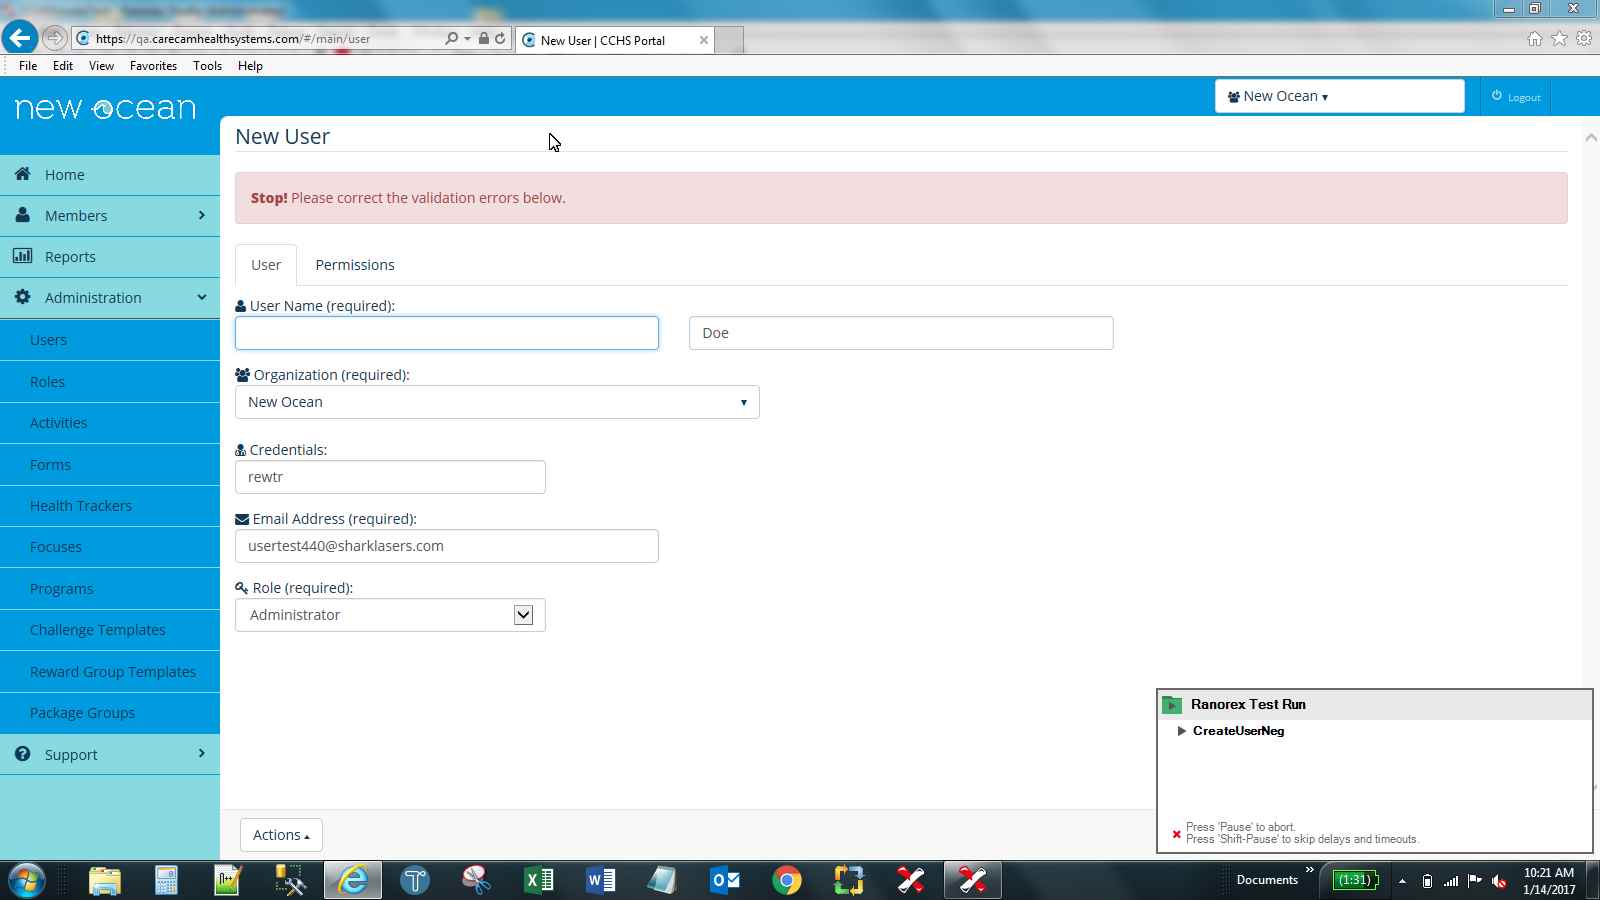 https://qa.carecamhealthsystems.com/#/main/user
New User | CCHS Portal
File Edit View Favorites Tools Help
new ocean
New Ocean
Logout
New User
Home
Members
Reports
Administration
Users
Roles
Activities
Forms
Health Trackers
Focuses
Programs
Challenge Templates
Reward Group Templates
Package Groups
Support
Stop! Please correct the validation errors below.
User
Permissions
User Name (required):
Doe
Organization (required):
New Ocean
Credentials:
rewtr
Email Address (required):
usertest440@sharklasers.com
Role (required):
Administrator
Actions
Ranorex Test Run
CreateUserNeg
Press 'Pause' to abort.
Press 'Shift-Pause' to skip delays and timeouts.
Documents
(1:31)
10:21 AM
1/14/2017